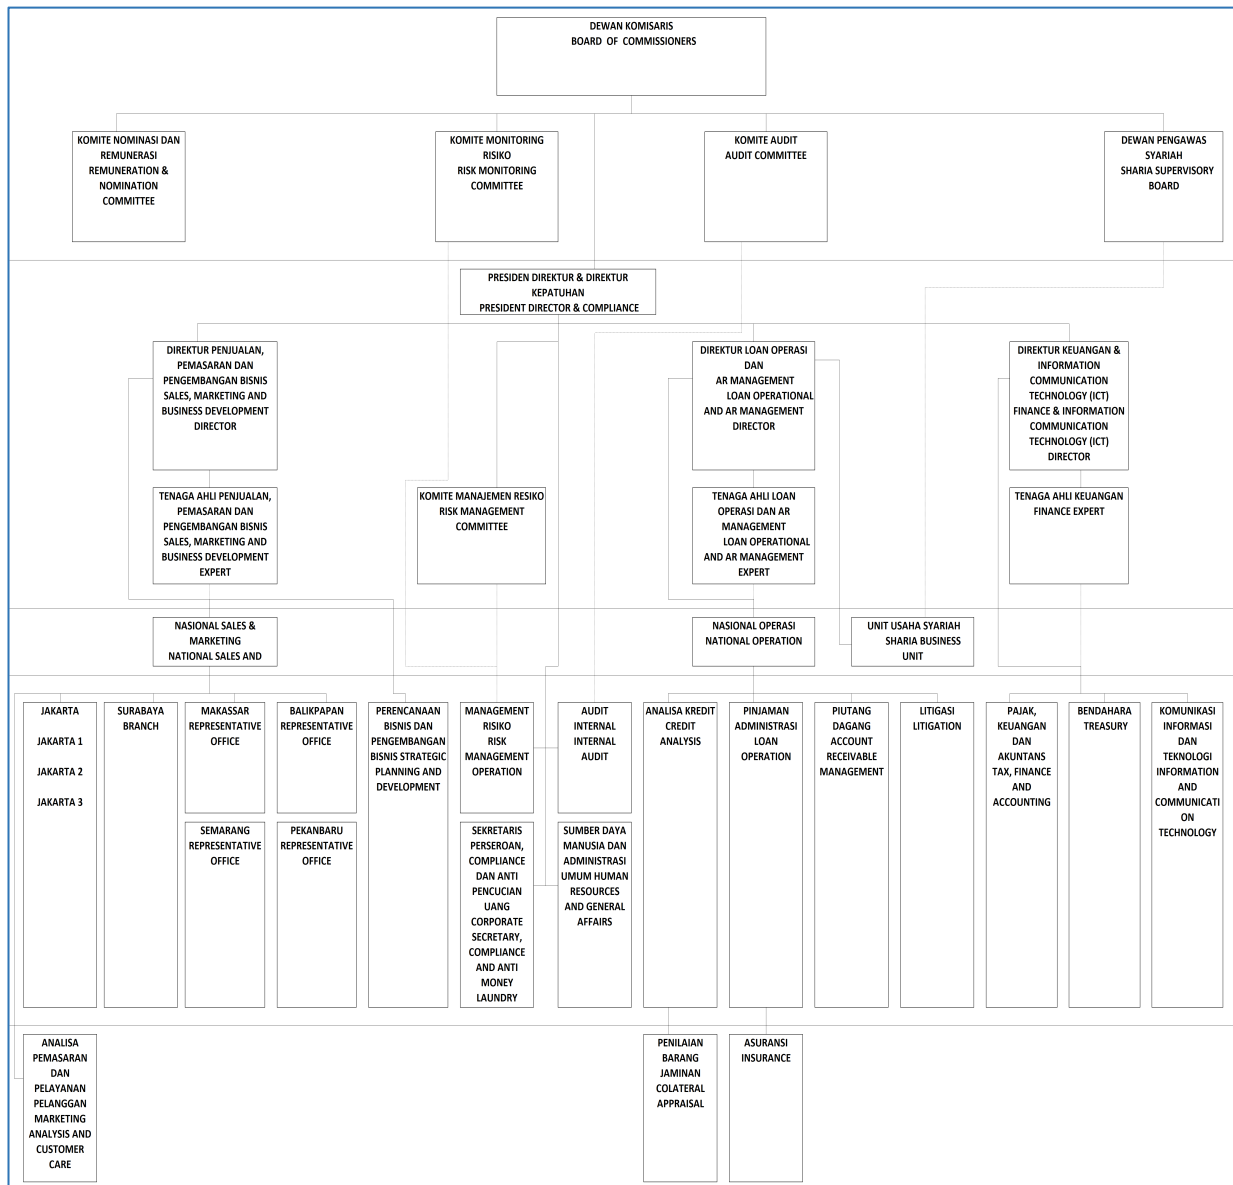 DEWAN KOMISARIS
BOARD OF COMMISSIONERS
KOMITE NOMINASI DAN
REMUNERASI
REMUNERATION &
NOMINATION
COMMITTEE
KOMITE MONITORING
RISIKO
RISK MONITORING
COMMITTEE
KOMITE AUDIT
AUDIT COMMITTEE
DEWAN PENGAWAS
SYARIAH
SHARIA SUPERVISORY
BOARD
PRESIDEN DIREKTUR & DIREKTUR
KEPATUHAN
PRESIDENT DIRECTOR & COMPLIANCE
DIREKTUR PENJUALAN,
PEMASARAN DAN
PENGEMBANGAN BISNIS
SALES, MARKETING AND
BUSINESS DEVELOPMENT
DIRECTOR
DIREKTUR LOAN OPERASI
DAN
AR MANAGEMENT
LOAN OPERATIONAL
AND AR MANAGEMENT
DIRECTOR
DIREKTUR KEUANGAN &
INFORMATION
COMMUNICATION
TECHNOLOGY (ICT)
FINANCE & INFORMATION
COMMUNICATION
TECHNOLOGY (ICT)
DIRECTOR
TENAGA AHLI PENJUALAN,
PEMASARAN DAN
PENGEMBANGAN BISNIS
SALES, MARKETING AND
BUSINESS DEVELOPMENT
EXPERT
KOMITE MANAJEMEN RESIKO
RISK MANAGEMENT
COMMITTEE
TENAGA AHLI LOAN
OPERASI DAN AR
MANAGEMENT
LOAN OPERATIONAL
AND AR MANAGEMENT
EXPERT
TENAGA AHLI KEUANGAN
FINANCE EXPERT
NASIONAL SALES &
MARKETING
NATIONAL SALES AND
NASIONAL OPERASI
NATIONAL OPERATION
UNIT USAHA SYARIAH
SHARIA BUSINESS
UNIT
JAKARTA
JAKARTA 1
JAKARTA 2
JAKARTA 3
SURABAYA
BRANCH
MAKASSAR
REPRESENTATIVE
OFFICE
BALIKPAPAN
REPRESENTATIVE
OFFICE
PERENCANAAN
BISNIS DAN
PENGEMBANGAN
BISNIS STRATEGIC
PLANNING AND
DEVELOPMENT
MANAGEMENT
RISIKO
RISK
MANAGEMENT
OPERATION
AUDIT
INTERNAL
INTERNAL
AUDIT
ANALISA KREDIT
CREDIT
ANALYSIS
PINJAMAN
ADMINISTRASI
LOAN
OPERATION
PIUTANG
DAGANG
ACCOUNT
RECEIVABLE
MANAGEMENT
LITIGASI
LITIGATION
PAJAK,
KEUANGAN
DAN
AKUNTANS
TAX, FINANCE
AND
ACCOUNTING
BENDAHARA
TREASURY
KOMUNIKASI
INFORMASI
DAN
TEKNOLOGI
INFORMATION
AND
COMMUNICATI
ON
TECHNOLOGY
SEMARANG
REPRESENTATIVE
OFFICE
PEKANBARU
REPRESENTATIVE
OFFICE
SEKRETARIS
PERSEROAN,
COMPLIANCE
DAN ANTI
PENCUCIAN
UANG
CORPORATE
SECRETARY,
COMPLIANCE
AND ANTI
MONEY
LAUNDRY
SUMBER DAYA
MANUSIA DAN
ADMINISTRASI
UMUM HUMAN
RESOURCES
AND GENERAL
AFFAIRS
ANALISA
PEMASARAN
DAN
PELAYANAN
PELANGGAN
MARKETING
ANALYSIS AND
CUSTOMER
CARE
PENILAIAN
BARANG
JAMINAN
COLATERAL
APPRAISAL
ASURANSI
INSURANCE